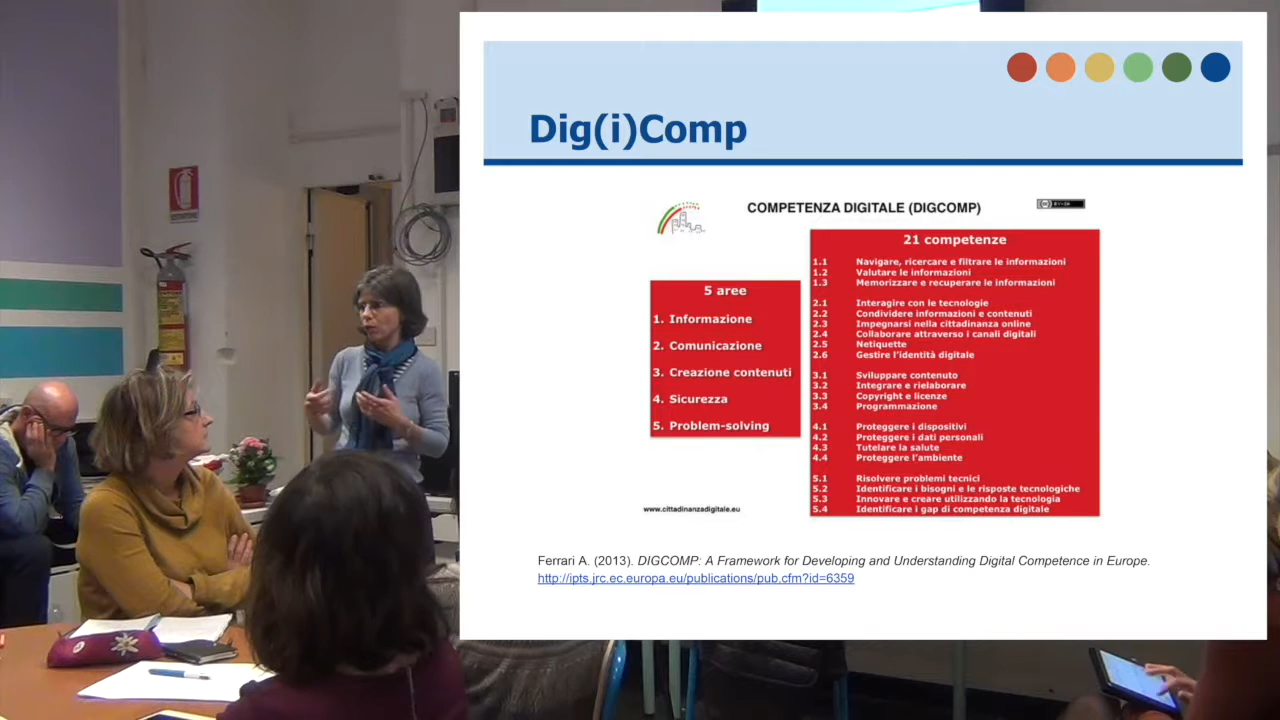 Dig(i)Comp
COMPETENZA DIGITALE (DIGCOMP)
5 aree
1. Informazione
2. Comunicazione
3. Creazione contenuti
4. Sicurezza
5. Problem-solving
21 competenze
1.1 Navigare, ricercare e filtrare le informazioni
1.2 Valutare le informazioni
1.3 Memorizzare e recuperare le informazioni
2.1 Interagire con le tecnologie
2.2 Condividere informazioni e contenuti
2.3 Impegnarsi nella cittadinanza online
2.4 Collaborare attraverso i canali digitali
2.5 Netiquette
2.6 Gestire l'identità digitale
3.1 Sviluppare contenuto
3.2 Integrare e rielaborare
3.3 Copyright e licenze
3.4 Programmazione
4.1 Proteggere i dispositivi
4.2 Proteggere i dati personali
4.3 Tutelare la salute
4.4 Proteggere l'ambiente
5.1 Risolvere problemi tecnici
5.2 Identificare i bisogni e le risposte tecnologiche
5.3 Innovare e creare utilizzando la tecnologia
5.4 Identificare i gap di competenza digitale
www.cittadinanzadigitale.eu
Ferrari A. (2013). DIGCOMP: A Framework for Developing and Understanding Digital Competence in Europe.
http://ipts.jrc.ec.europa.eu/publications/pub.cfm?id=6359